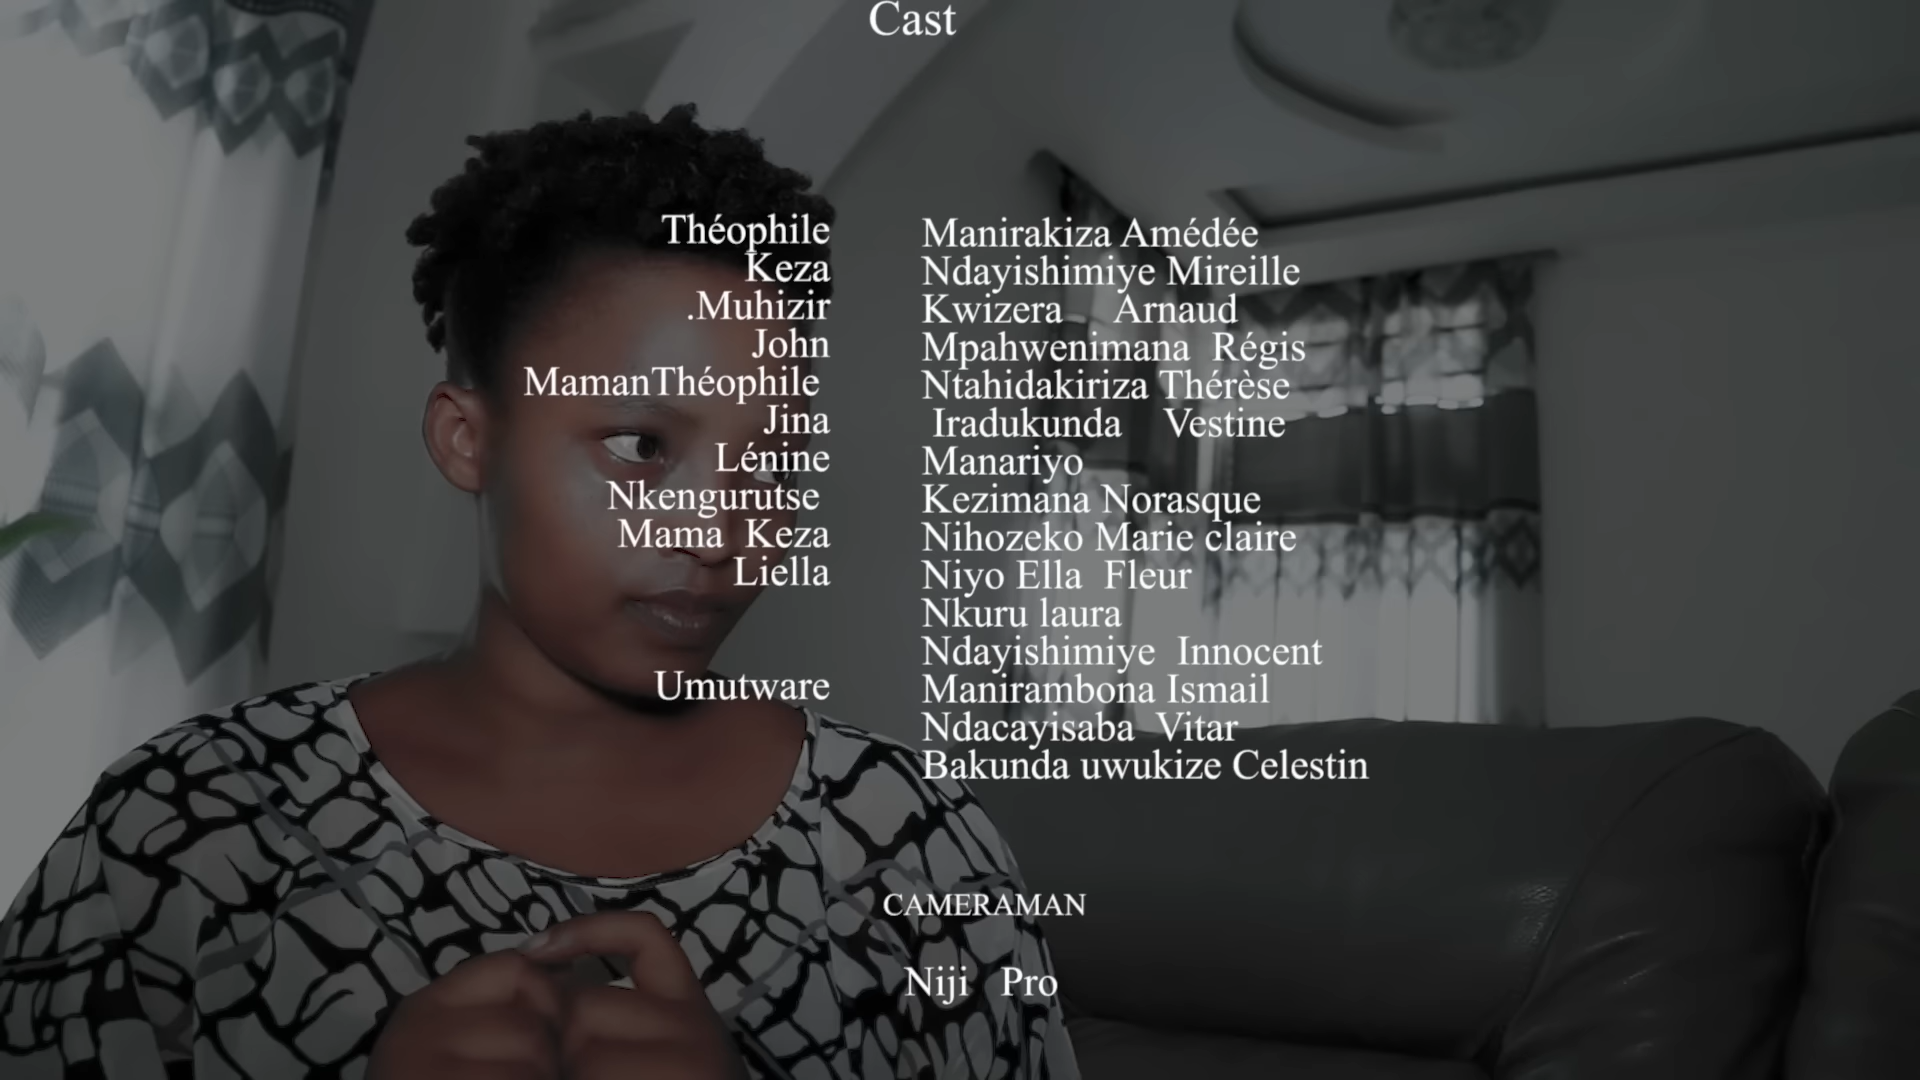 Cast
Théophile Manirakiza Amédée
Keza Ndayishimiye Mireille
.Muhizir Kwizera Arnaud
John Mpahwenimana Régis
MamanThéophile Ntahidakiriza Thérèse
Jina Iradukunda Vestine
Lénine Manariyo
Nkengurutse Kezimana Norasque
Mama Keza Nihozeko Marie claire
Liella Niyo Ella Fleur
Nkuru laura
Ndayishimiye Innocent
Umutware Manirambona Ismail
Ndacayisaba Vitar
Bakunda uwukize Celestin
CAMERAMAN
Niji Pro